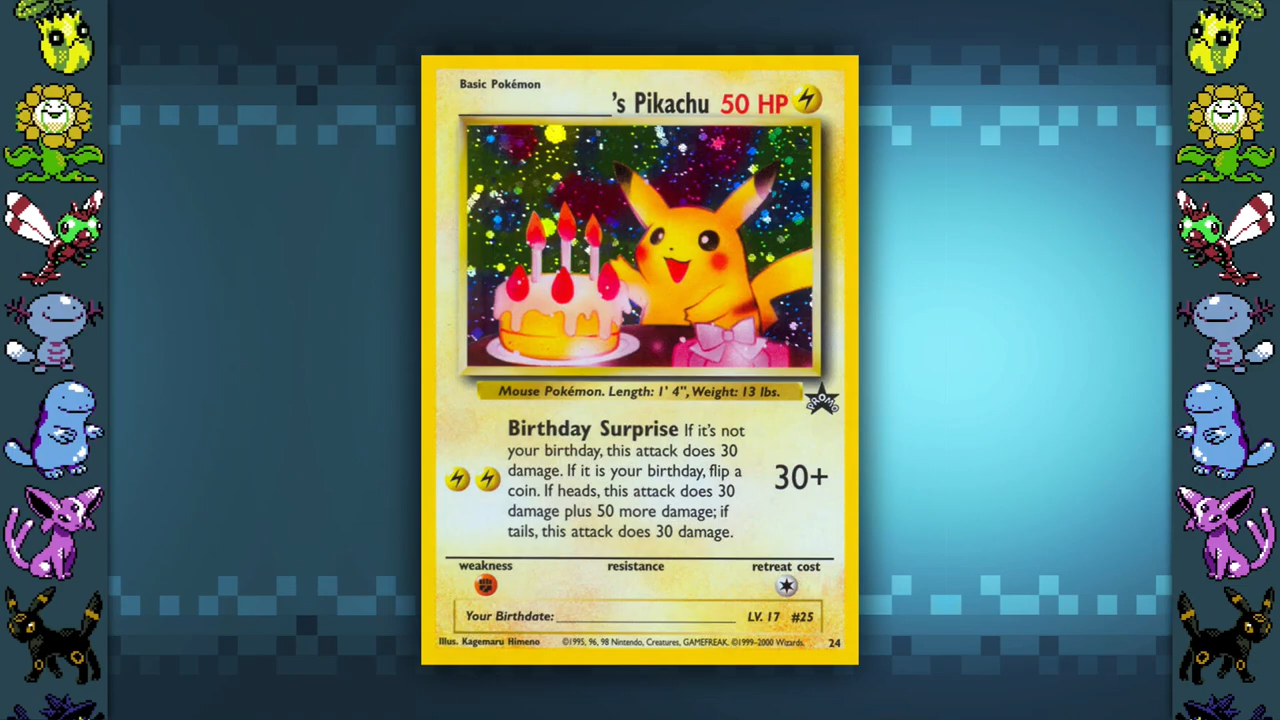 Basic Pokémon
____________'s Pikachu 50 HP
Mouse Pokémon. Length: 1' 4", Weight: 13 lbs.
PROMO
Birthday Surprise If it's not
your birthday, this attack does 30
damage. If it is your birthday, flip a
coin. If heads, this attack does 30
damage plus 50 more damage; if
tails, this attack does 30 damage.
30+
weakness resistance retreat cost
Your Birthdate: ____________ LV. 17 #25
Illus. Kagemaru Himeno ©1995, 96, 98 Nintendo, Creatures, GAMEFREAK. ©1999-2000 Wizards. 24